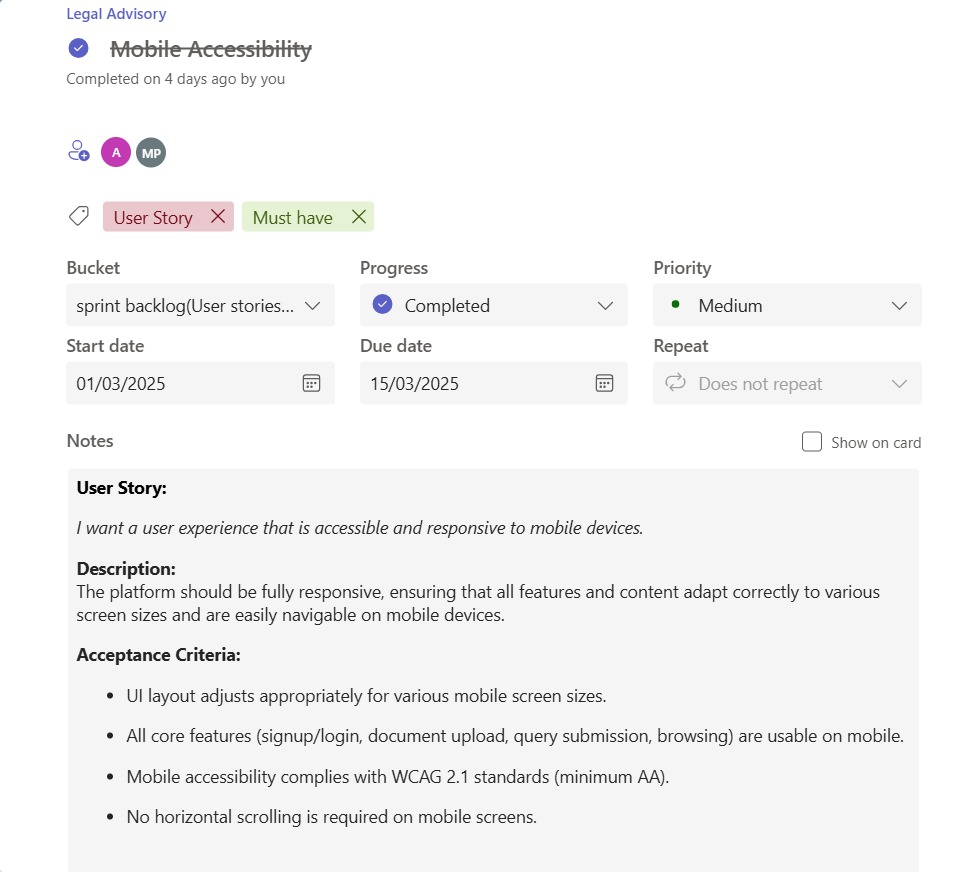 Legal Advisory
Mobile Accessibility
Completed on 4 days ago by you
A MP
User Story Must have
Bucket Progress Priority
sprint backlog(User stories... Completed Medium
Start date Due date Repeat
01/03/2025 15/03/2025 Does not repeat
Notes Show on card
User Story:
I want a user experience that is accessible and responsive to mobile devices.
Description:
The platform should be fully responsive, ensuring that all features and content adapt correctly to various
screen sizes and are easily navigable on mobile devices.
Acceptance Criteria:
• UI layout adjusts appropriately for various mobile screen sizes.
• All core features (signup/login, document upload, query submission, browsing) are usable on mobile.
• Mobile accessibility complies with WCAG 2.1 standards (minimum AA).
• No horizontal scrolling is required on mobile screens.